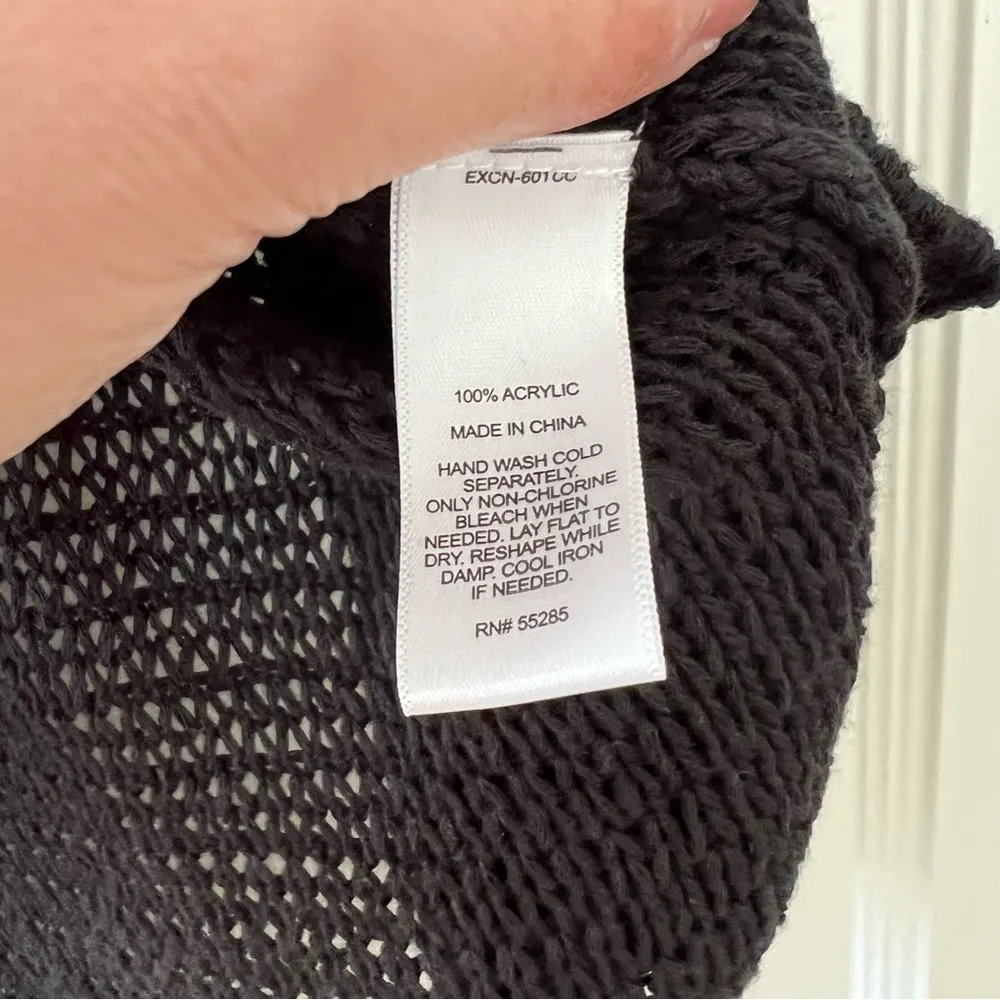 EXCN-601CC
100% ACRYLIC
MADE IN CHINA
HAND WASH COLD
SEPARATELY.
ONLY NON-CHLORINE
BLEACH WHEN
NEEDED. LAY FLAT TO
DRY. RESHAPE WHILE
DAMP. COOL IRON
IF NEEDED.
RN# 55285